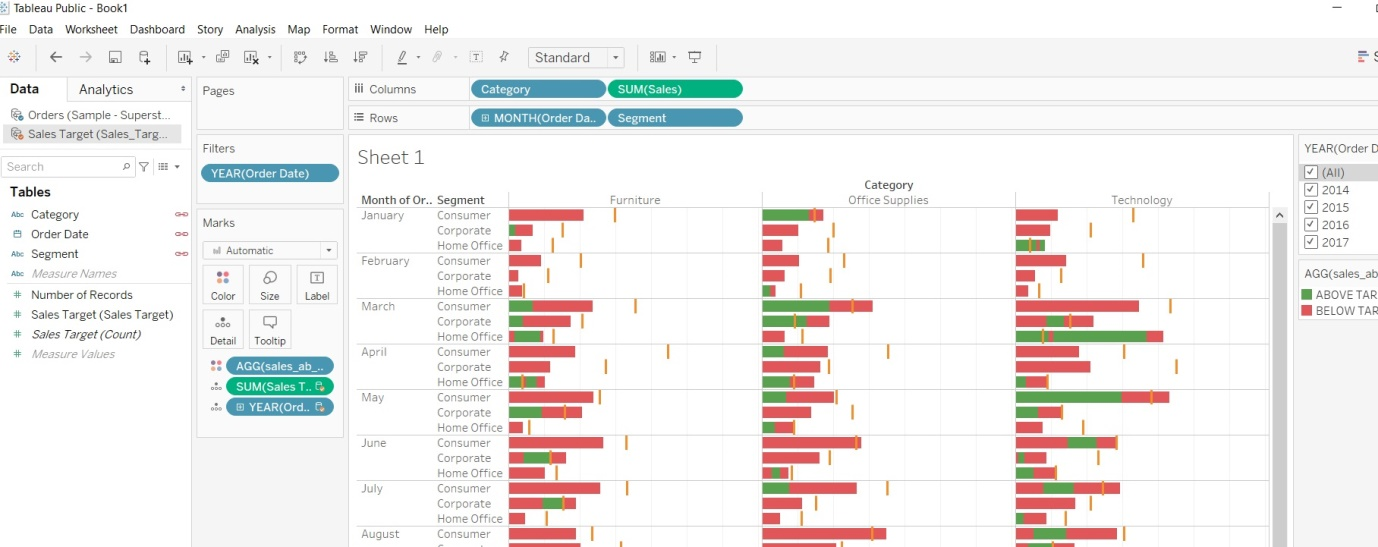 Tableau Public - Book1
File Data Worksheet Dashboard Story Analysis Map Format Window Help
Standard
Data Analytics
Orders (Sample - Superst...
Sales Target (Sales_Targ...
Search
Tables
Abc Category
Order Date
Abc Segment
Abc Measure Names
# Number of Records
# Sales Target (Sales Target)
# Sales Target (Count)
# Measure Values
Pages
Filters
YEAR(Order Date)
Marks
Automatic
Color Size Label
Detail Tooltip
AGG(sales_ab_..
SUM(Sales T..
YEAR(Ord..
Columns Category SUM(Sales)
Rows MONTH(Order Da.. Segment
Sheet 1
Category
Month of Or.. Segment Furniture Office Supplies Technology
January Consumer
Corporate
Home Office
February Consumer
Corporate
Home Office
March Consumer
Corporate
Home Office
April Consumer
Corporate
Home Office
May Consumer
Corporate
Home Office
June Consumer
Corporate
Home Office
July Consumer
Corporate
Home Office
August Consumer
Corporate
YEAR(Order D
(All)
2014
2015
2016
2017
AGG(sales_ab
ABOVE TAR
BELOW TAR